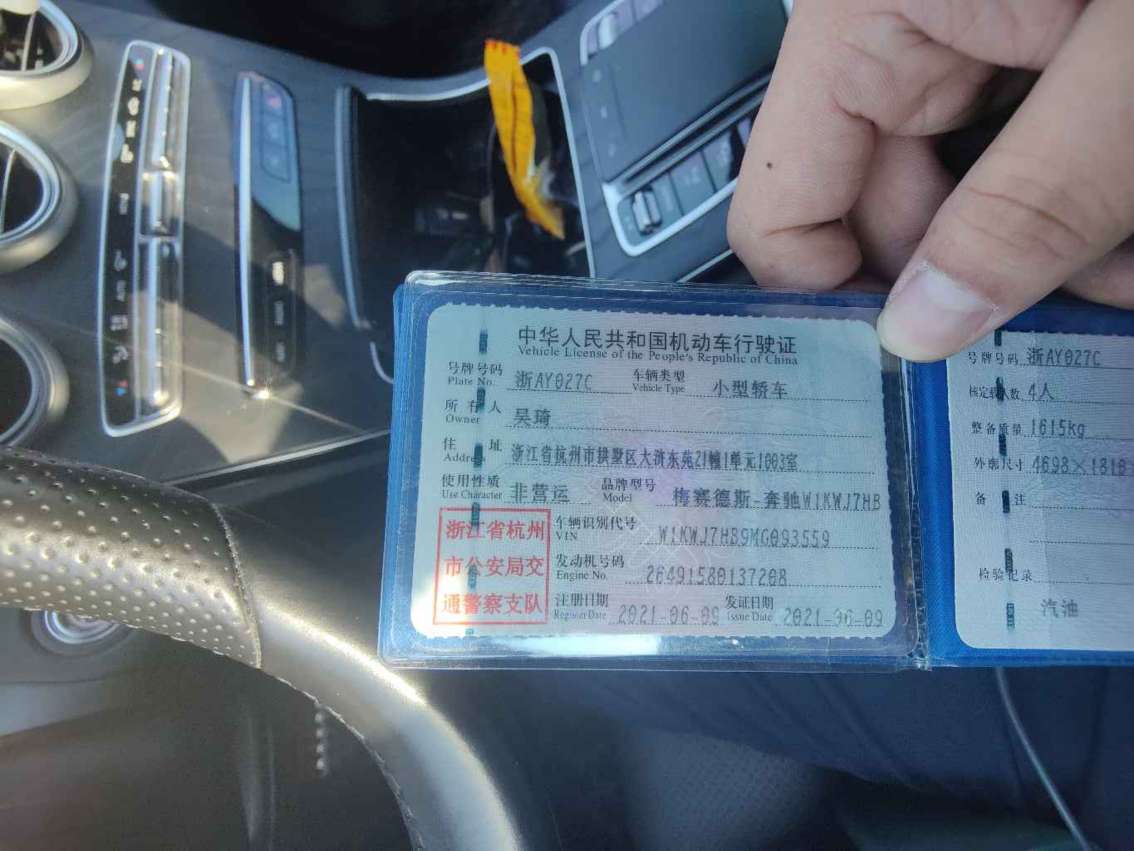 中华人民共和国机动车行驶证
Vehicle License of the People's Republic of China
号牌号码 浙AY027C 车辆类型 小型轿车
Plate No. Vehicle Type
所有人 吴琦
Owner
住址 浙江省杭州市拱墅区大浒东苑21幢1单元1003室
Address
使用性质 非营运 品牌型号 梅赛德斯-奔驰W1KWJ7HB
Use Character Model
浙江省杭州
市公安局交
通警察支队
车辆识别代号 W1KWJ7HB9MG093559
VIN
发动机号码 26491580137208
Engine No.
注册日期 2021-06-09 发证日期 2021-06-09
Register Date Issue Date
号牌号码 浙AY027C
核定载人数 4人
整备质量 1615kg
外廓尺寸 4698×1810
备注
检验记录
汽油